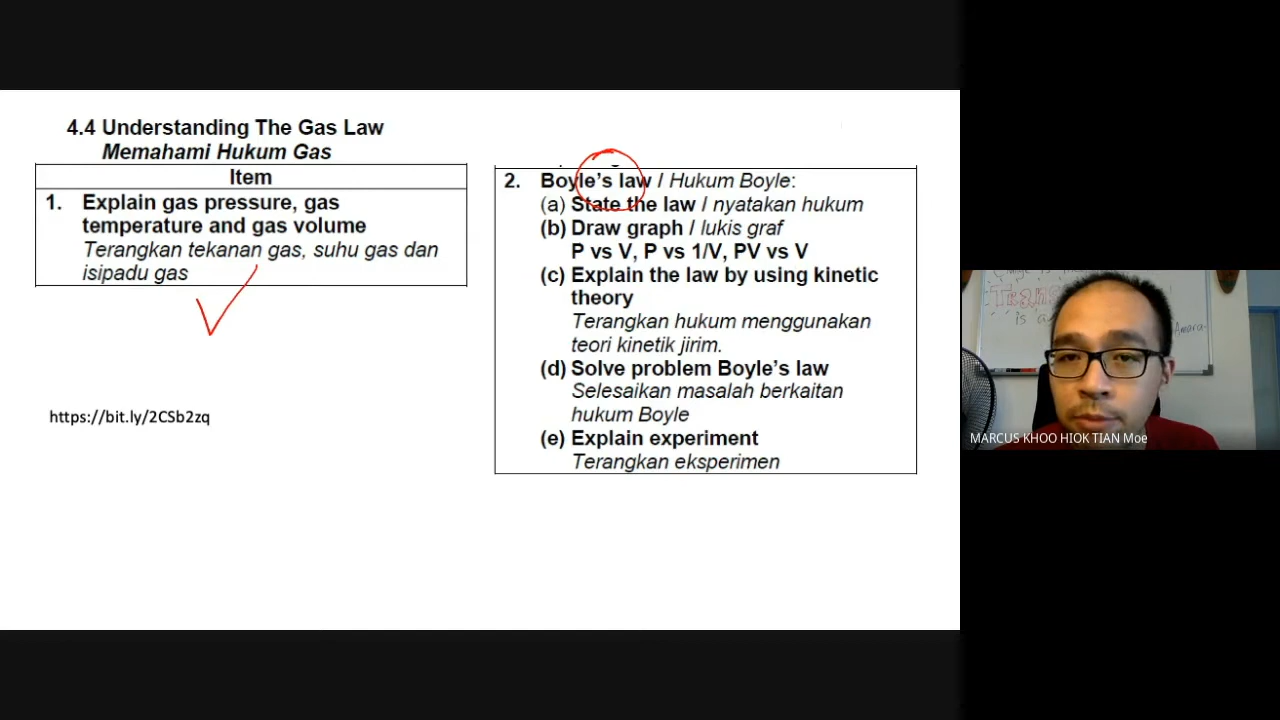 4.4 Understanding The Gas Law
Memahami Hukum Gas
Item
1. Explain gas pressure, gas
temperature and gas volume
Terangkan tekanan gas, suhu gas dan
isipadu gas
https://bit.ly/2CSb2zq
2. Boyle's law / Hukum Boyle:
(a) State the law / nyatakan hukum
(b) Draw graph / lukis graf
P vs V, P vs 1/V, PV vs V
(c) Explain the law by using kinetic
theory
Terangkan hukum menggunakan
teori kinetik jirim.
(d) Solve problem Boyle's law
Selesaikan masalah berkaitan
hukum Boyle
(e) Explain experiment
Terangkan eksperimen
is a
MARCUS KHOO HIOK TIAN Moe